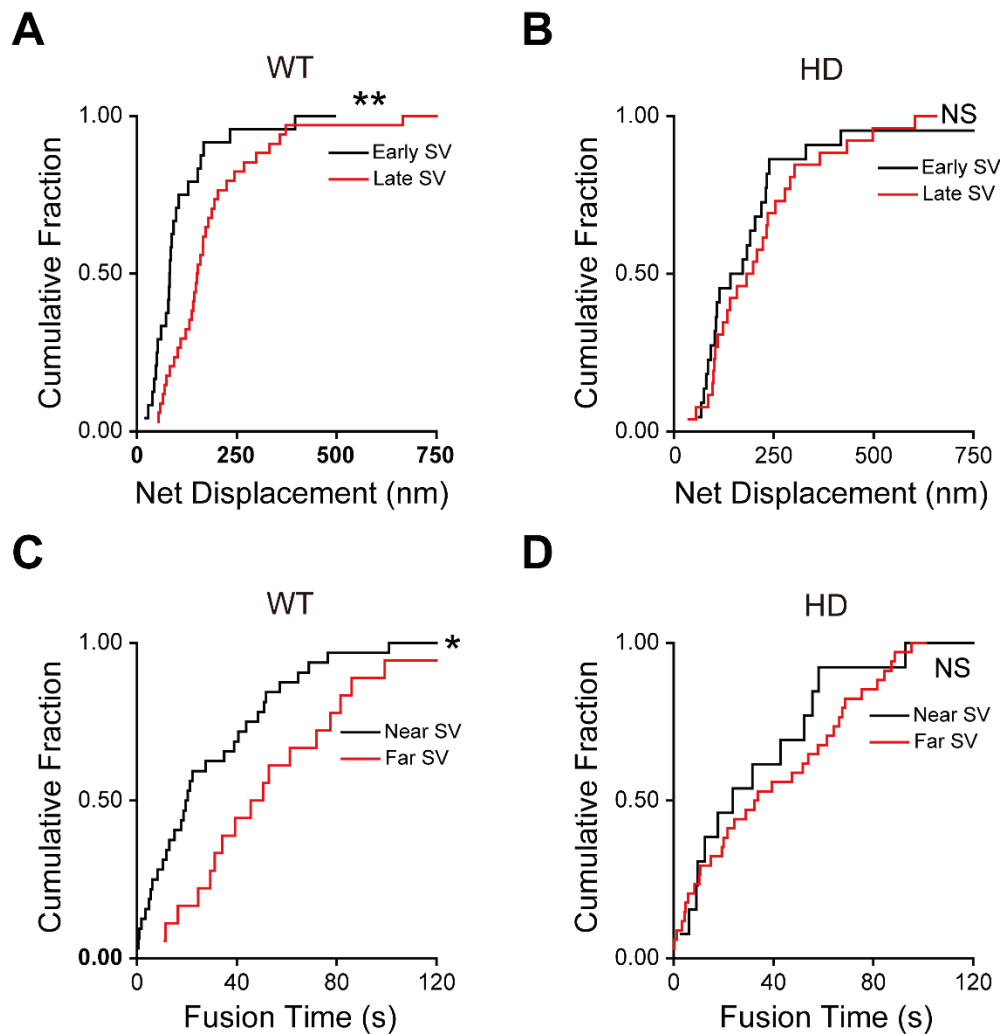 A
WT
**
1.00
Early SV
Late SV
0.50
0.00
0
250
500
750
Cumulative Fraction
Net Displacement (nm)
B
HD
NS
1.00
Early SV
Late SV
0.50
0.00
0
250
500
750
Cumulative Fraction
Net Displacement (nm)
C
WT
*
1.00
Near SV
Far SV
0.50
0.00
0
40
80
120
Cumulative Fraction
Fusion Time (s)
D
HD
1.00
NS
Near SV
Far SV
0.50
0.00
0
40
80
120
Cumulative Fraction
Fusion Time (s)